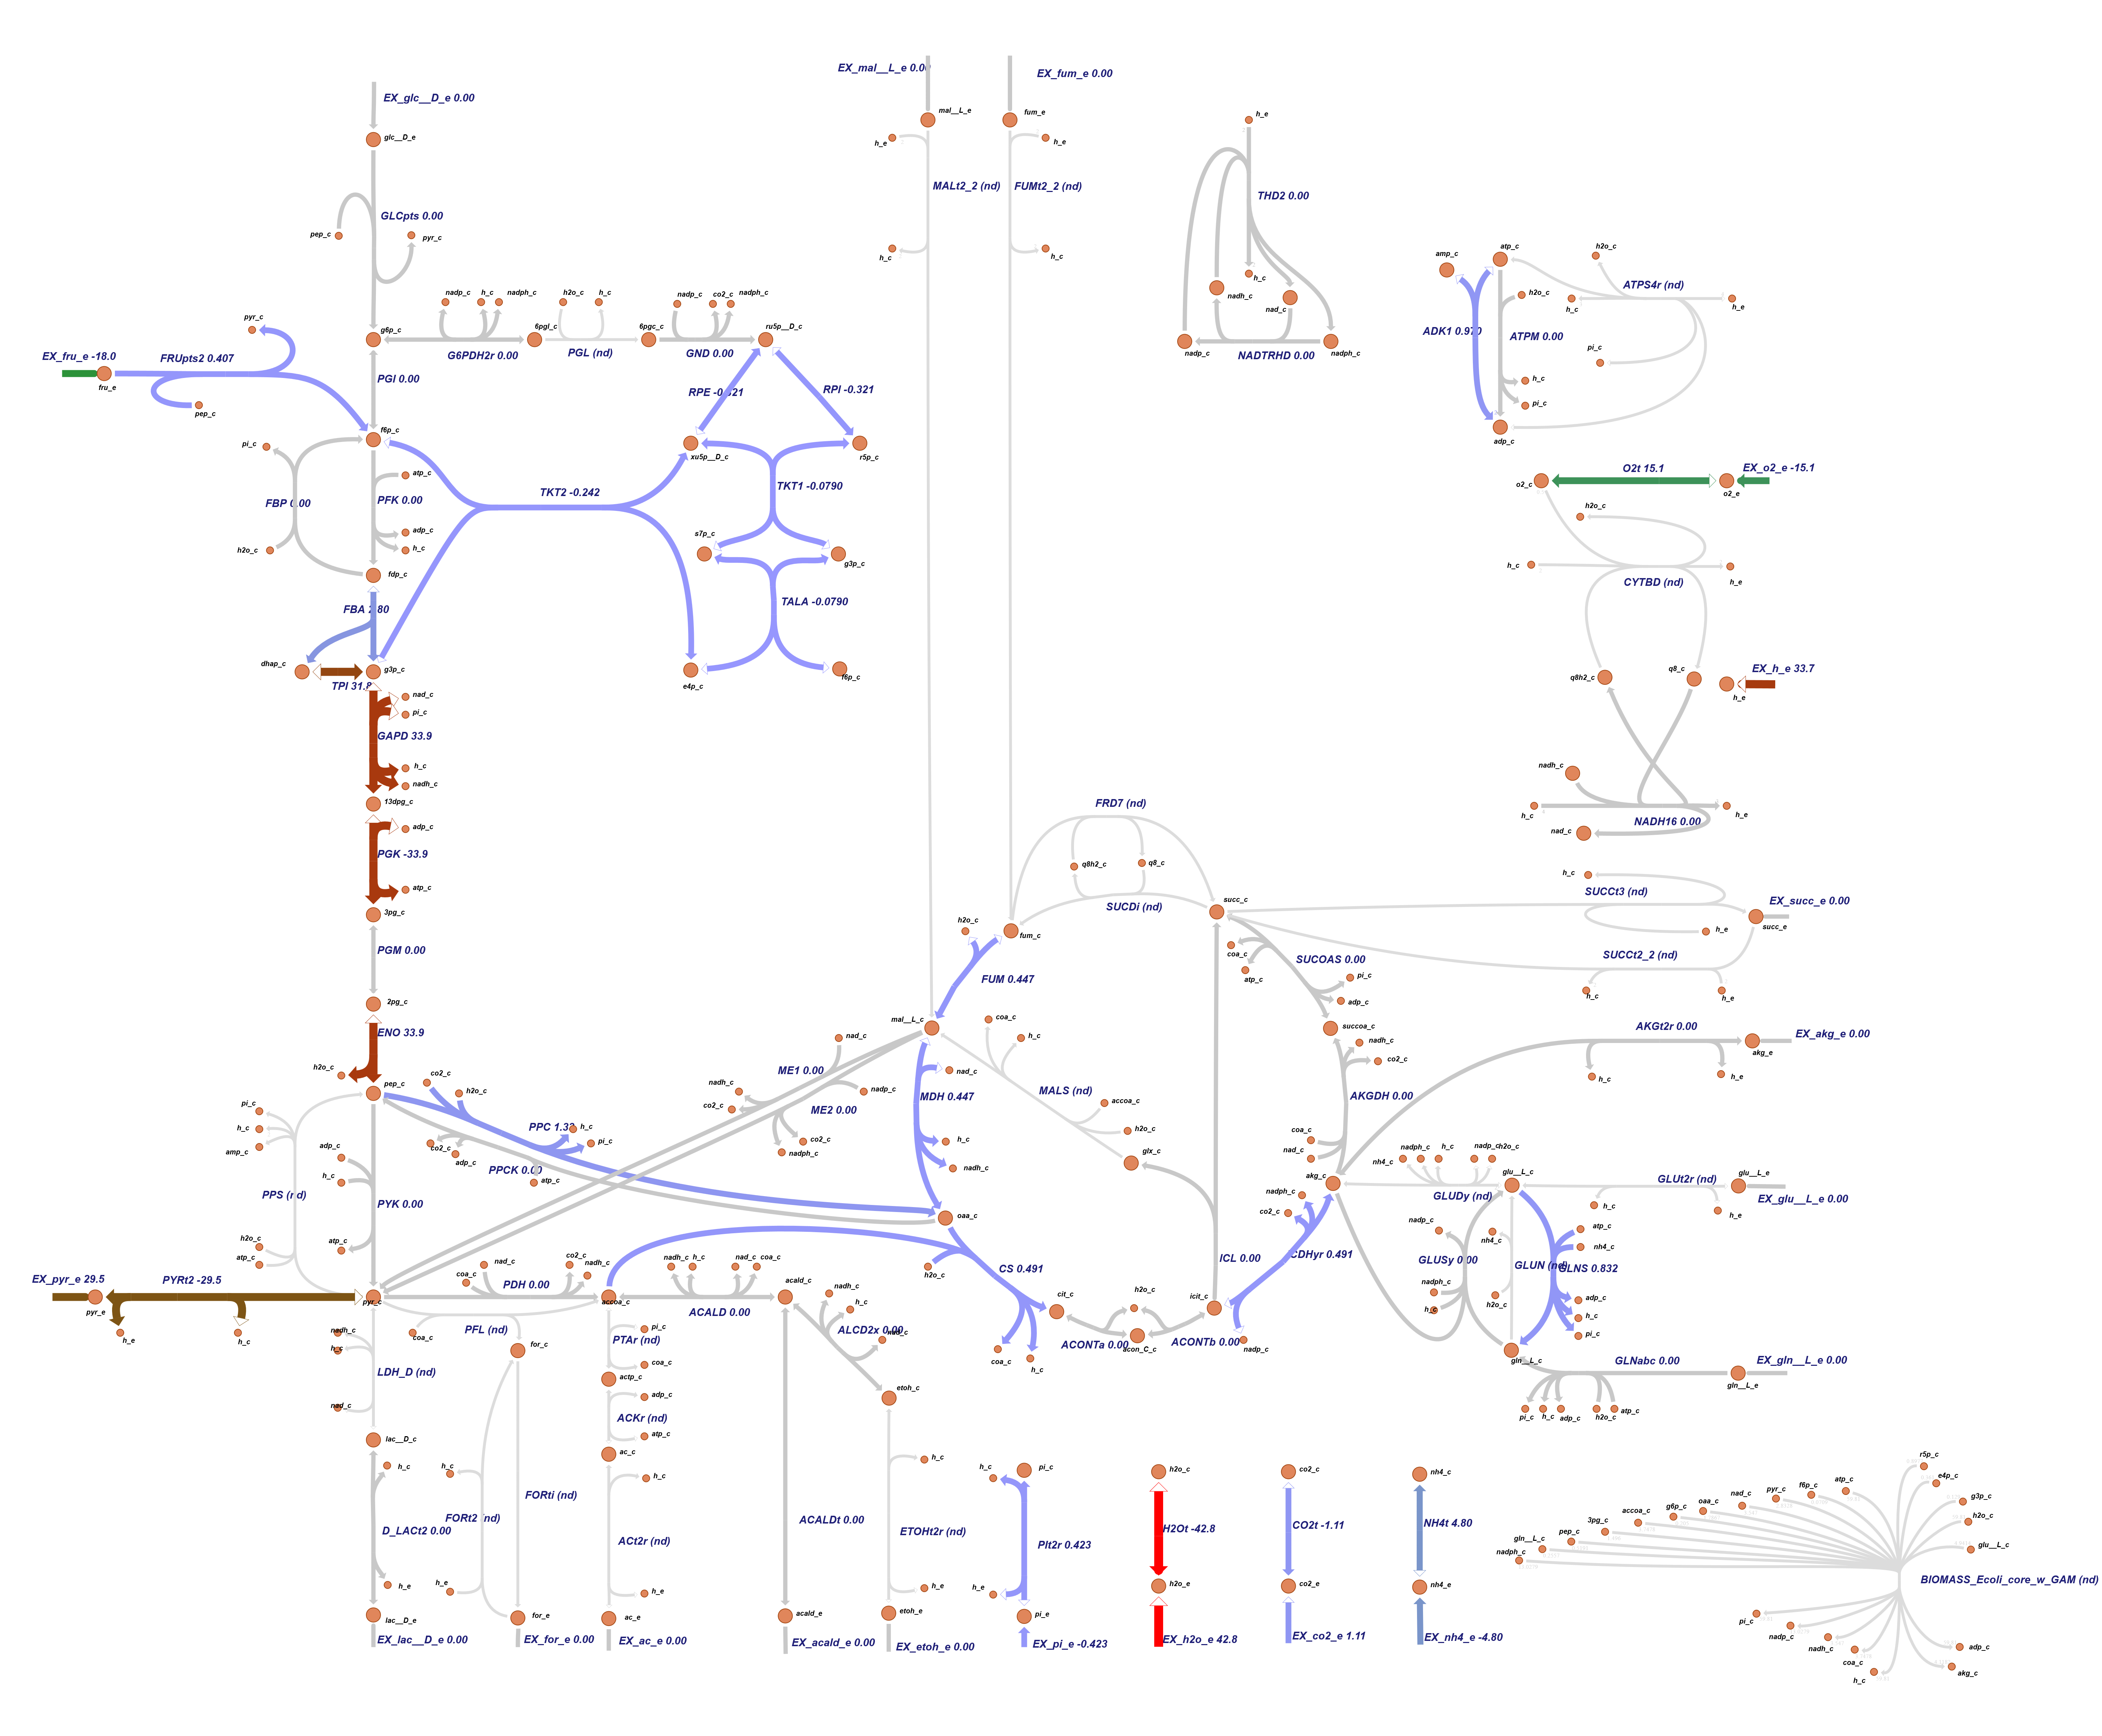 EX_mal__L_e 0.00
EX_fum_e 0.00
EX_glc__D_e 0.00
mal__L_e
fum_e
h_e
glc__D_e
h_e
h_e
MALt2_2 (nd)
FUMt2_2 (nd)
THD2 0.00
GLCpts 0.00
pep_c
pyr_c
h_c
h_c
h_c
nadh_c
nad_c
nadp_c
NADTRHD 0.00
nadph_c
amp_c
atp_c
h2o_c
ATPS4r (nd)
h2o_c
h_c
h_e
ADK1 0.970
ATPM 0.00
pi_c
h_c
pi_c
adp_c
nadp_c
h_c
nadph_c
h2o_c
h_c
nadp_c
co2_c
nadph_c
pyr_c
g6p_c
6pgl_c
6pgc_c
ru5p__D_c
G6PDH2r 0.00
PGL (nd)
GND 0.00
EX_fru_e -18.0
FRUpts2 0.407
fru_e
pep_c
PGI 0.00
RPE -0.321
RPI -0.321
f6p_c
pi_c
xu5p__D_c
r5p_c
atp_c
FBP 0.00
PFK 0.00
TKT2 -0.242
TKT1 -0.0790
adp_c
h_c
h2o_c
s7p_c
g3p_c
fdp_c
FBA 2.80
TALA -0.0790
dhap_c
g3p_c
TPI 31.8
e4p_c
f6p_c
O2t 15.1
EX_o2_e -15.1
o2_c
o2_e
h2o_c
h_c
h_e
CYTBD (nd)
q8h2_c
q8_c
EX_h_e 33.7
h_e
nad_c
pi_c
GAPD 33.9
h_c
nadh_c
13dpg_c
adp_c
PGK -33.9
atp_c
3pg_c
PGM 0.00
2pg_c
ENO 33.9
h2o_c
pep_c
nadh_c
h_c
h_e
NADH16 0.00
nad_c
FRD7 (nd)
q8h2_c
q8_c
SUCDi (nd)
succ_c
h2o_c
fum_c
FUM 0.447
h_c
SUCCt3 (nd)
EX_succ_e 0.00
succ_e
h_e
SUCCt2_2 (nd)
h_c
h_e
coa_c
atp_c
SUCOAS 0.00
pi_c
adp_c
succoa_c
mal__L_c
coa_c
h_c
nad_c
AKGt2r 0.00
EX_akg_e 0.00
akg_e
h_c
h_e
nadh_c
co2_c
AKGDH 0.00
coa_c
nad_c
akg_c
ME1 0.00
nadh_c
co2_c
nadp_c
ME2 0.00
co2_c
nadph_c
nad_c
MDH 0.447
MALS (nd)
accoa_c
h2o_c
glx_c
h_c
nadh_c
co2_c
h2o_c
PPC 1.32
h_c
pi_c
co2_c
adp_c
PPCK 0.00
atp_c
pi_c
h_c
amp_c
adp_c
h_c
PPS (nd)
PYK 0.00
h2o_c
atp_c
atp_c
oaa_c
nadph_c
h_c
nadp_c
h2o_c
nh4_c
GLUDy (nd)
glu__L_c
GLUt2r (nd)
glu__L_e
EX_glu__L_e 0.00
h_c
h_e
nadph_c
co2_c
ICL 0.00
CDHyr 0.491
nadp_c
icit_c
nadp_c
nh4_c
GLUSy 0.00
GLUN (nd)
GLNS 0.832
atp_c
nh4_c
nadph_c
h_c
h2o_c
adp_c
h_c
pi_c
gln__L_c
GLNabc 0.00
EX_gln__L_e 0.00
gln__L_e
pi_c
h_c
adp_c
h2o_c
atp_c
EX_pyr_e 29.5
PYRt2 -29.5
pyr_e
h_e
h_c
pyr_c
coa_c
nad_c
PDH 0.00
co2_c
nadh_c
accoa_c
nadh_c
h_c
nad_c
coa_c
ACALD 0.00
acald_c
nadh_c
h_c
ALCD2x 0.00
nad_c
etoh_c
h2o_c
CS 0.491
coa_c
h_c
cit_c
h2o_c
ACONTa 0.00
acon_C_c
ACONTb 0.00
nadh_c
h_c
coa_c
PFL (nd)
for_c
PTAr (nd)
pi_c
coa_c
LDH_D (nd)
nad_c
actp_c
adp_c
ACKr (nd)
atp_c
lac__D_c
ac_c
h_c
h_c
h_c
h_c
D_LACt2 0.00
FORt2 (nd)
FORti (nd)
ACt2r (nd)
ACALDt 0.00
ETOHt2r (nd)
h_e
h_e
h_e
h_e
lac__D_e
for_e
ac_e
acald_e
etoh_e
EX_lac__D_e 0.00
EX_for_e 0.00
EX_ac_e 0.00
EX_acald_e 0.00
EX_etoh_e 0.00
h_c
pi_c
PIt2r 0.423
h_e
pi_e
EX_pi_e -0.423
h2o_c
H2Ot -42.8
h2o_e
EX_h2o_e 42.8
co2_c
CO2t -1.11
co2_e
EX_co2_e 1.11
nh4_c
NH4t 4.80
nh4_e
EX_nh4_e -4.80
r5p_c
e4p_c
g3p_c
h2o_c
glu__L_c
atp_c
f6p_c
pyr_c
nad_c
oaa_c
g6p_c
accoa_c
3pg_c
pep_c
gln__L_c
nadph_c
BIOMASS_Ecoli_core_w_GAM (nd)
pi_c
nadp_c
nadh_c
coa_c
h_c
adp_c
akg_c